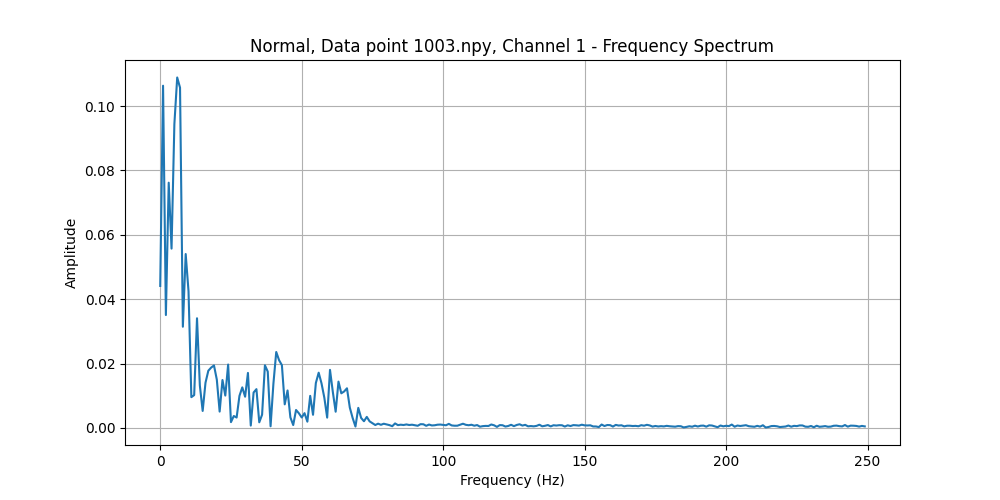 Normal, Data point 1003.npy, Channel 1 - Frequency Spectrum
0.10
0.08
0.06
0.04
0.02
0.00
Amplitude
0 50 100 150 200 250
Frequency (Hz)